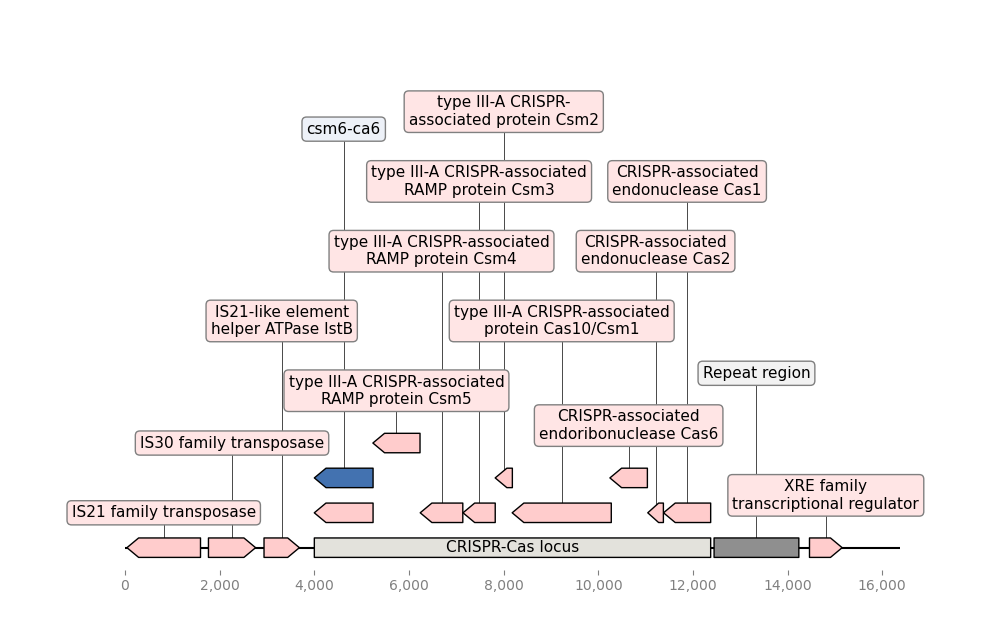 type III-A CRISPR-
associated protein Csm2
csm6-ca6
type III-A CRISPR-associated
RAMP protein Csm3
CRISPR-associated
endonuclease Cas1
type III-A CRISPR-associated
RAMP protein Csm4
CRISPR-associated
endonuclease Cas2
IS21-like element
helper ATPase IstB
type III-A CRISPR-associated
protein Cas10/Csm1
Repeat region
type III-A CRISPR-associated
RAMP protein Csm5
CRISPR-associated
endoribonuclease Cas6
IS30 family transposase
XRE family
transcriptional regulator
IS21 family transposase
CRISPR-Cas locus
0 2,000 4,000 6,000 8,000 10,000 12,000 14,000 16,000